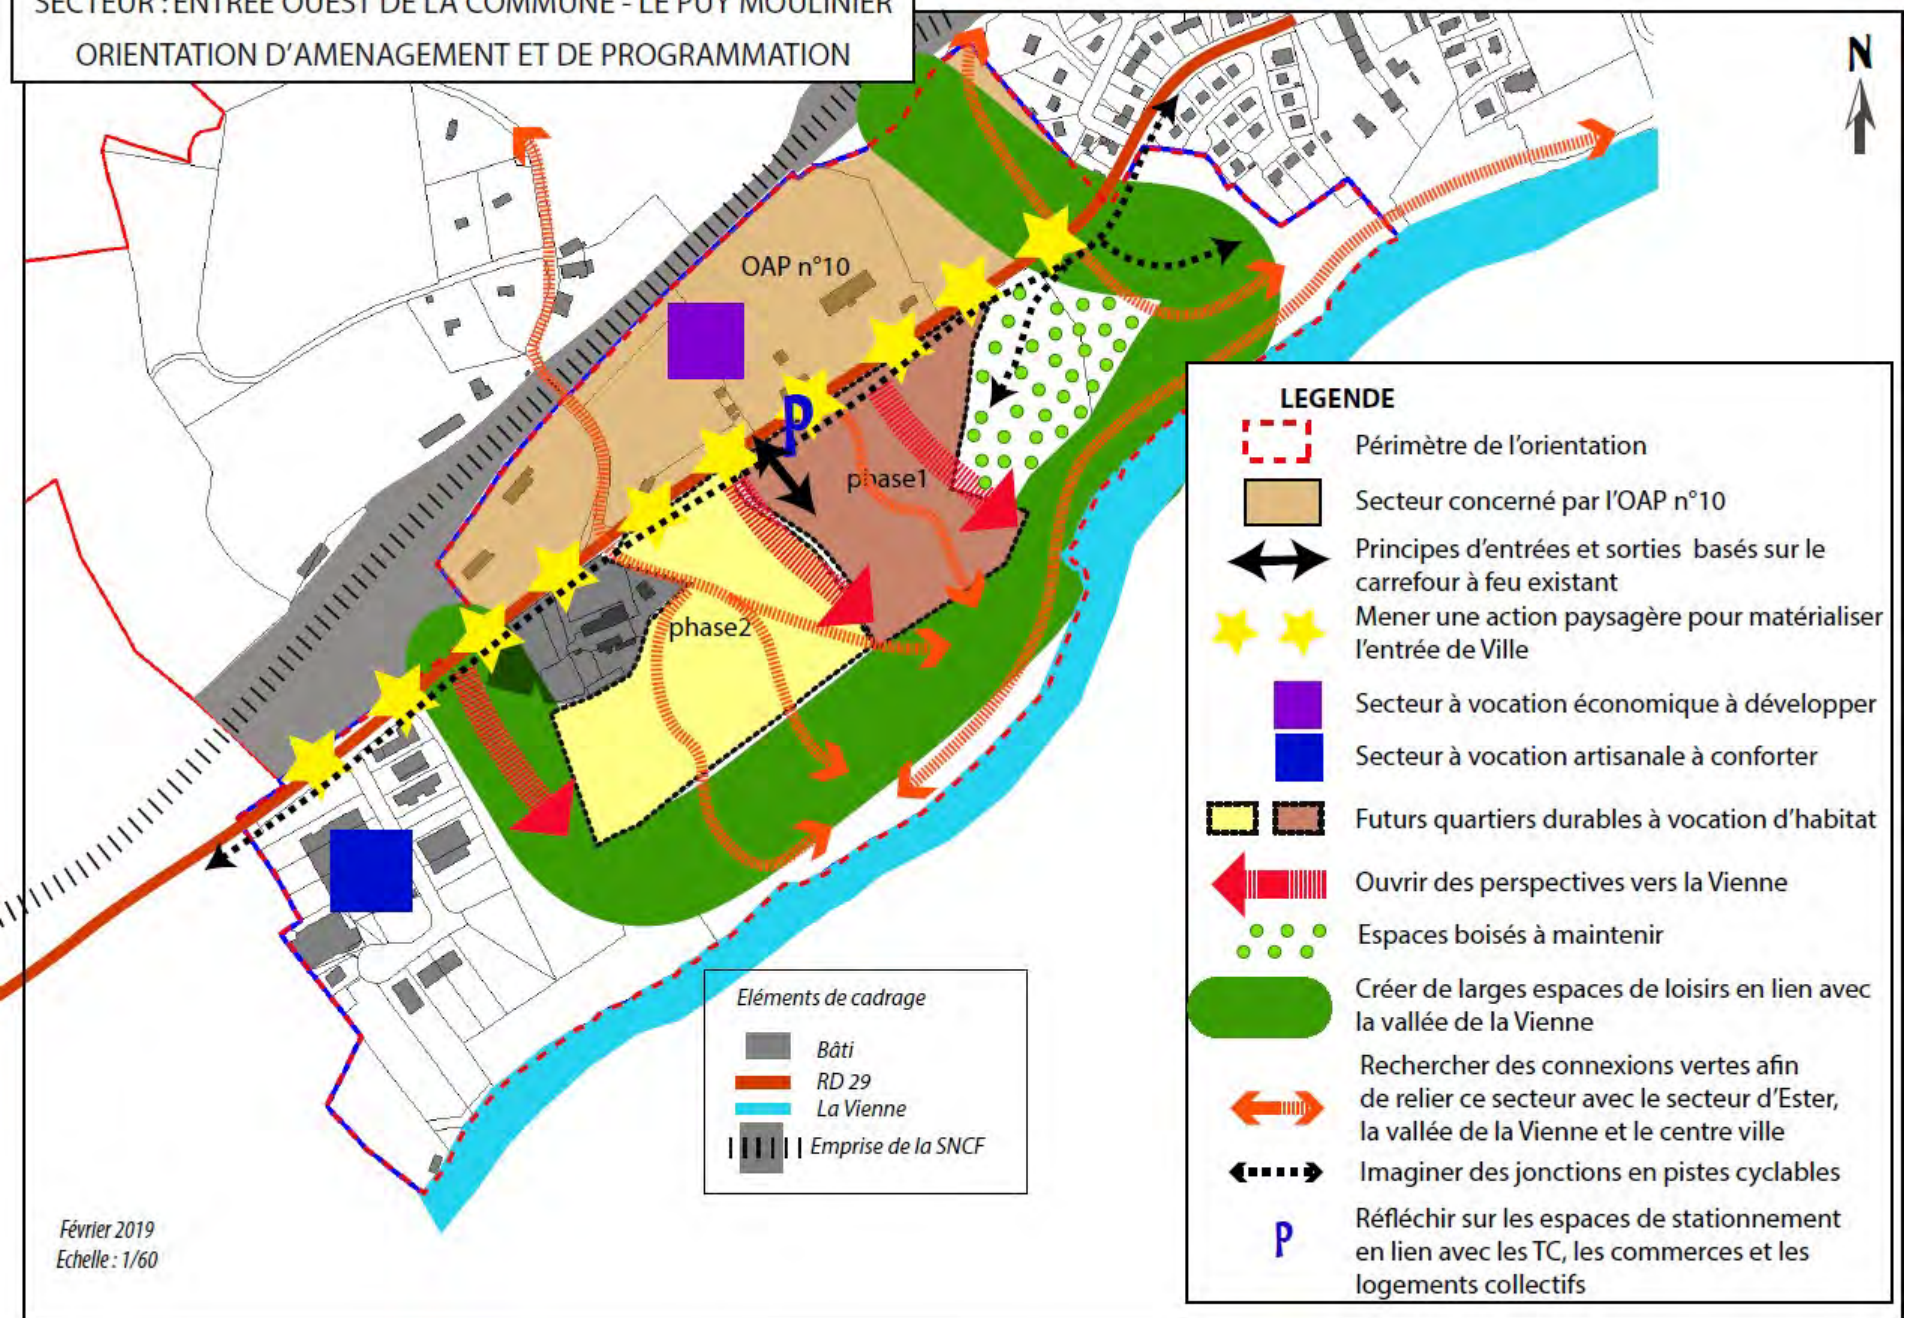 SECTEUR : ENTRÉE OUEST DE LA COMMUNE - LE PUY MOULINIER
ORIENTATION D'AMENAGEMENT ET DE PROGRAMMATION
N
OAP n°10
P
phase1
phase2
LEGENDE
Périmètre de l'orientation
Secteur concerné par l'OAP n°10
Principes d'entrées et sorties basés sur le
carrefour à feu existant
Mener une action paysagère pour matérialiser
l'entrée de Ville
Secteur à vocation économique à développer
Secteur à vocation artisanale à conforter
Futurs quartiers durables à vocation d'habitat
Ouvrir des perspectives vers la Vienne
Espaces boisés à maintenir
Créer de larges espaces de loisirs en lien avec
la vallée de la Vienne
Rechercher des connexions vertes afin
de relier ce secteur avec le secteur d'Ester,
la vallée de la Vienne et le centre ville
Imaginer des jonctions en pistes cyclables
P
Réfléchir sur les espaces de stationnement
en lien avec les TC, les commerces et les
logements collectifs
Eléments de cadrage
Bâti
RD 29
La Vienne
Emprise de la SNCF
Février 2019
Echelle : 1/60